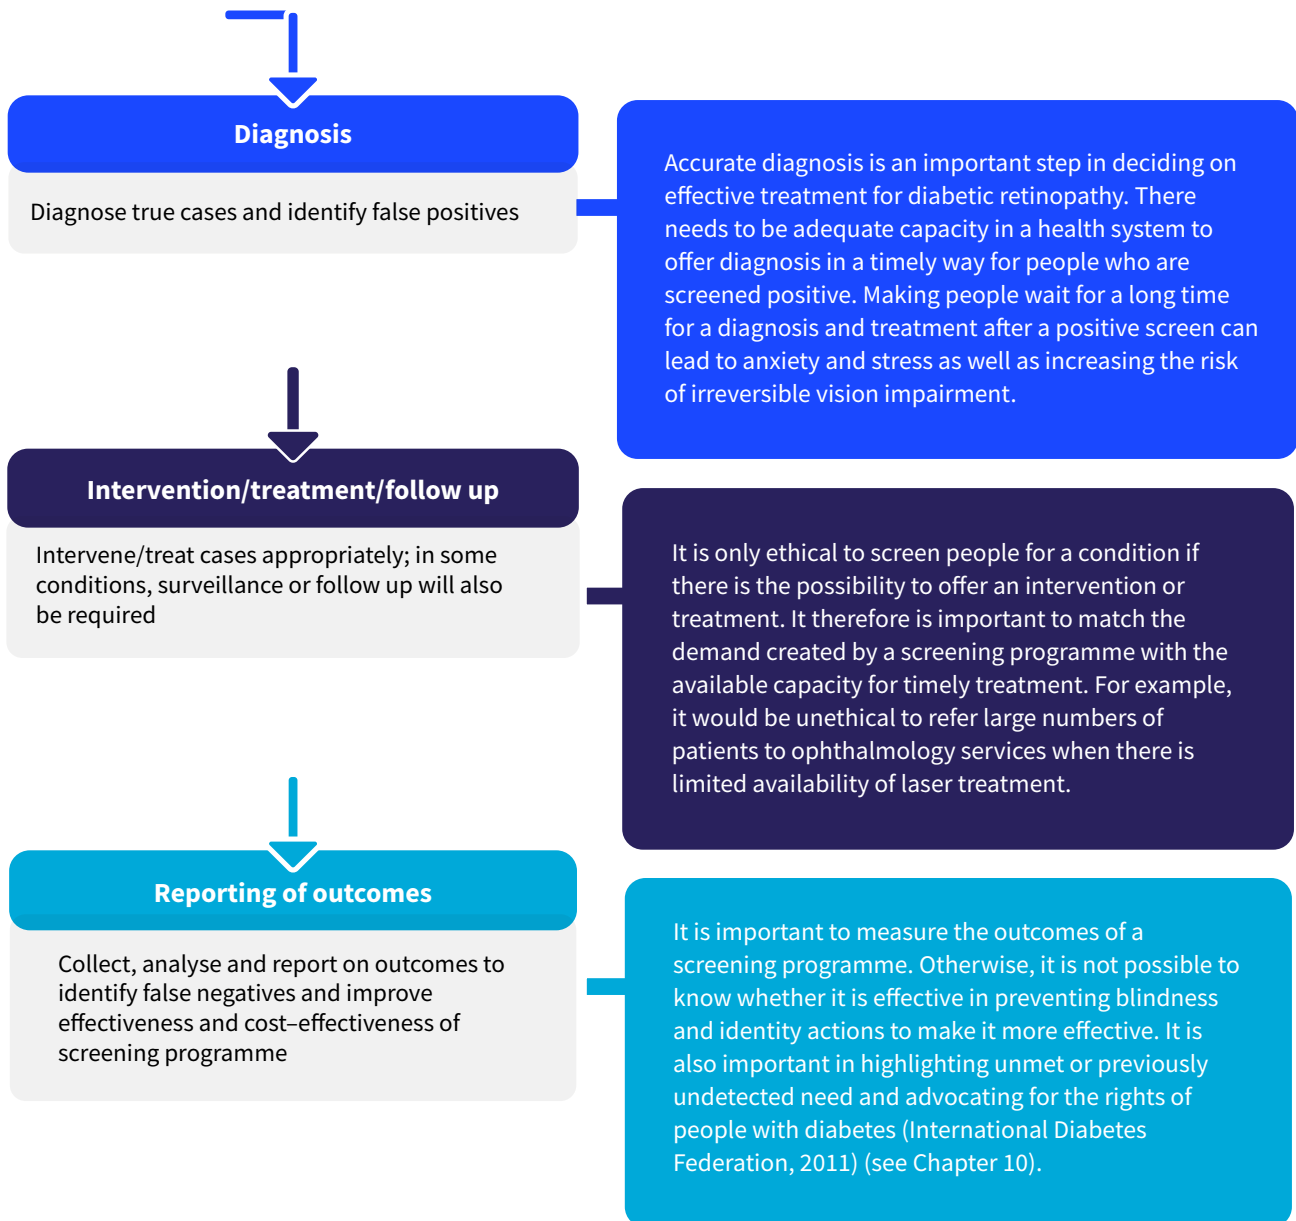 Diagnosis
Diagnose true cases and identify false positives
Accurate diagnosis is an important step in deciding on
effective treatment for diabetic retinopathy. There
needs to be adequate capacity in a health system to
offer diagnosis in a timely way for people who are
screened positive. Making people wait for a long time
for a diagnosis and treatment after a positive screen can
lead to anxiety and stress as well as increasing the risk
of irreversible vision impairment.
Intervention/treatment/follow up
Intervene/treat cases appropriately; in some
conditions, surveillance or follow up will also
be required
It is only ethical to screen people for a condition if
there is the possibility to offer an intervention or
treatment. It therefore is important to match the
demand created by a screening programme with the
available capacity for timely treatment. For example,
it would be unethical to refer large numbers of
patients to ophthalmology services when there is
limited availability of laser treatment.
Reporting of outcomes
Collect, analyse and report on outcomes to
identify false negatives and improve
effectiveness and cost–effectiveness of
screening programme
It is important to measure the outcomes of a
screening programme. Otherwise, it is not possible to
know whether it is effective in preventing blindness
and identity actions to make it more effective. It is
also important in highlighting unmet or previously
undetected need and advocating for the rights of
people with diabetes (International Diabetes
Federation, 2011) (see Chapter 10).